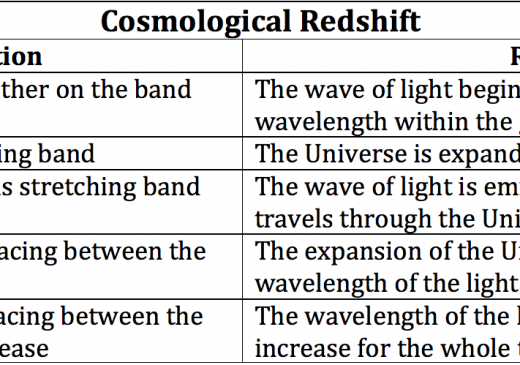 Cosmological Redshift
tion R
ther on the band The wave of light begin
wavelength within the
ing band The Universe is expand
s stretching band The wave of light is em
travels through the Uni
acing between the The expansion of the U
wavelength of the light
acing between the The wavelength of the
ease increase for the whole t